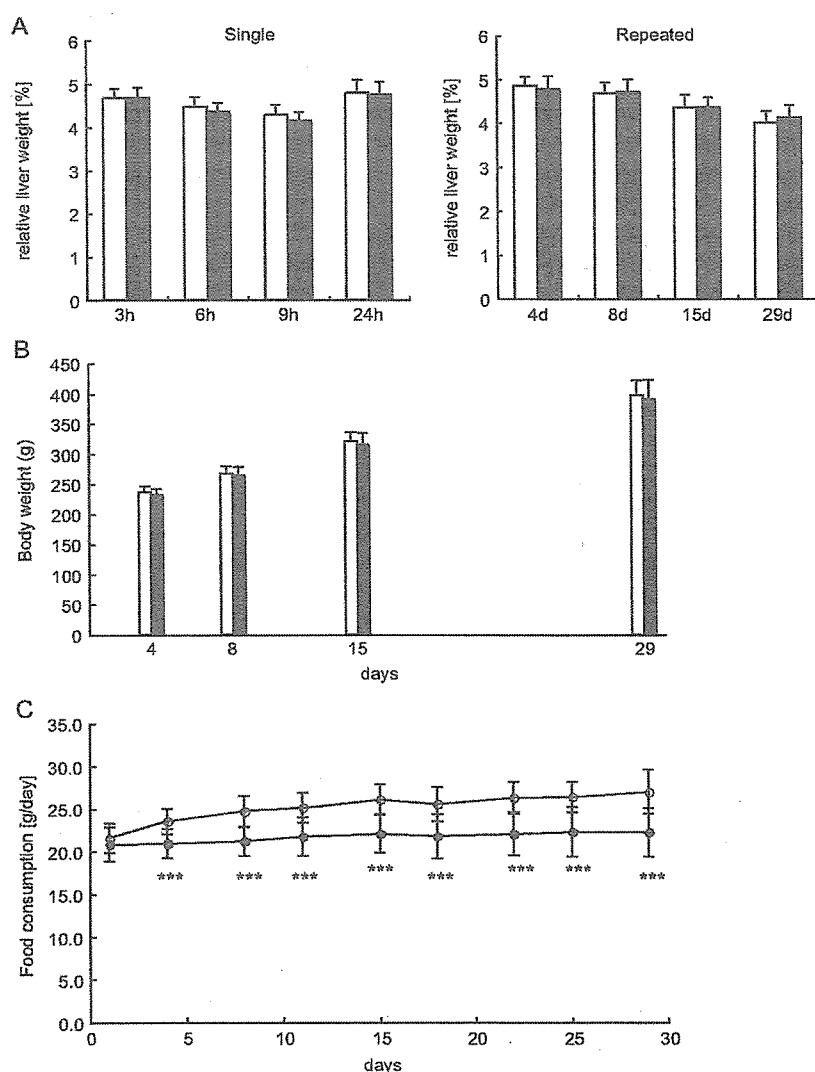 A
Single
Repeated
relative liver weight [%]
6
5
4
3
2
1
0
3h 6h 9h 24h
relative liver weight [%]
6
5
4
3
2
1
0
4d 8d 15d 29d
B
Body weight (g)
450
400
350
300
250
200
150
100
50
0
4 8 15 29
days
C
Food consumption [g/day]
35.0
30.0
25.0
20.0
15.0
10.0
5.0
0.0
*** *** *** *** *** *** *** ***
0 5 10 15 20 25 30
days